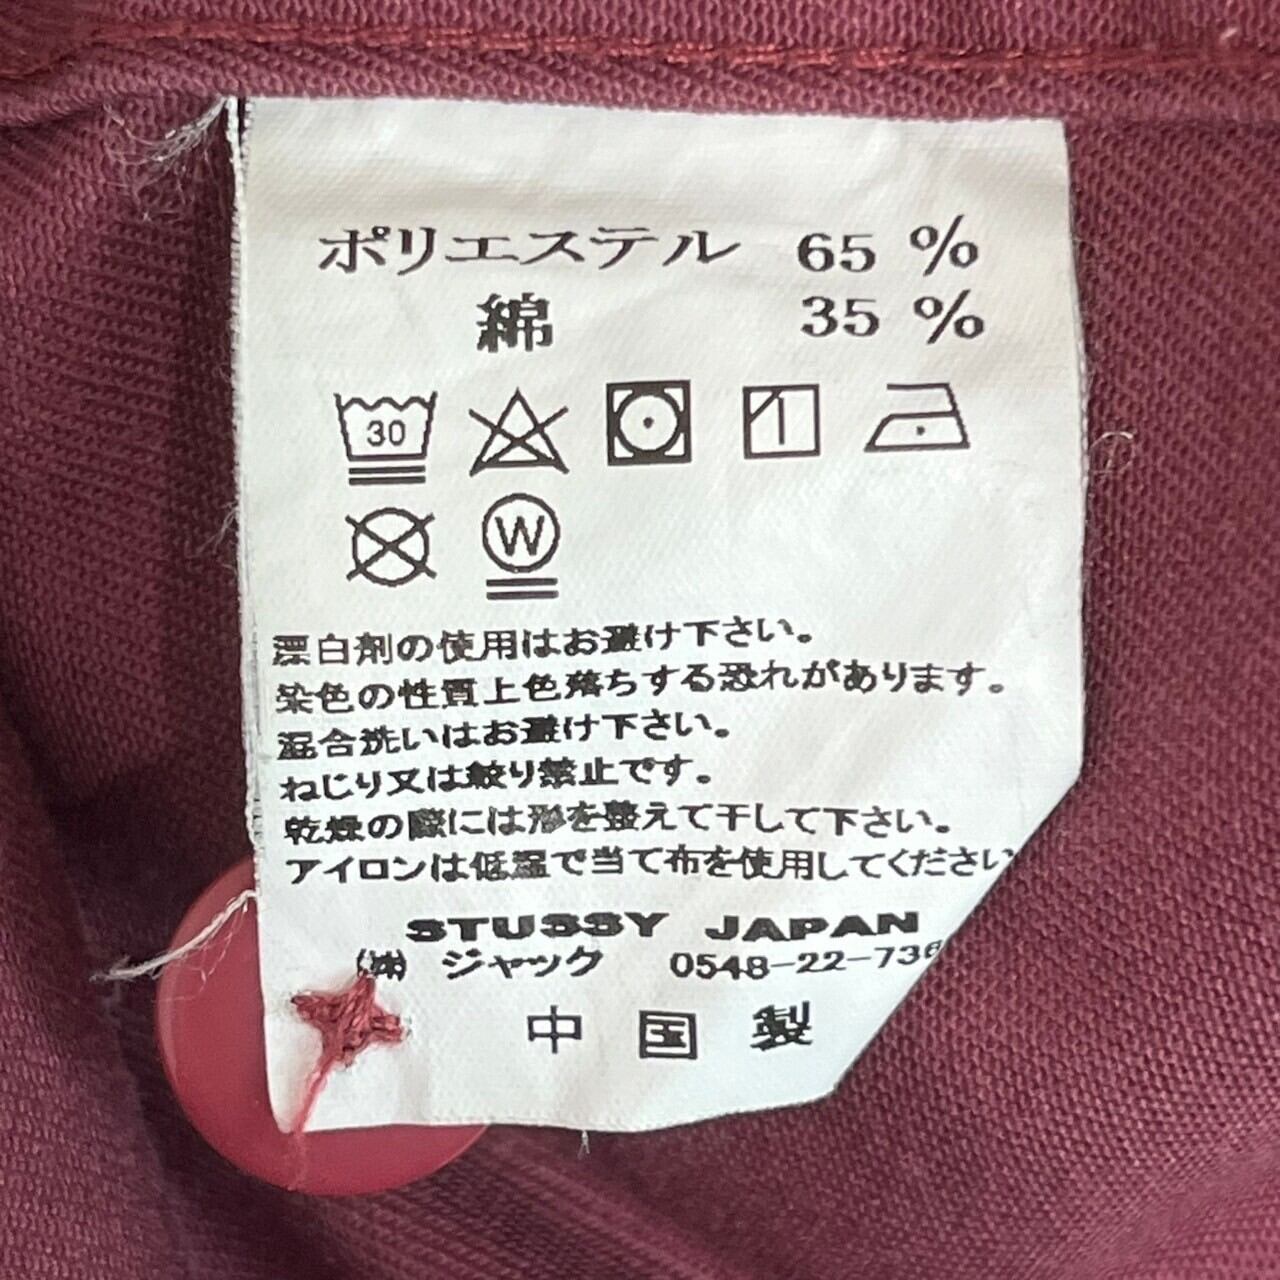 ポリエステル 65 %
綿 35 %
30
W
漂白剤の使用はお避け下さい。
染色の性質上色落ちする恐れがあります。
混合洗いはお避け下さい。
ねじり又は絞り禁止です。
乾燥の際には形を整えて干して下さい。
アイロンは低温で当て布を使用してください
STUSSY JAPAN
(株) ジャック 0548-22-736
中国製